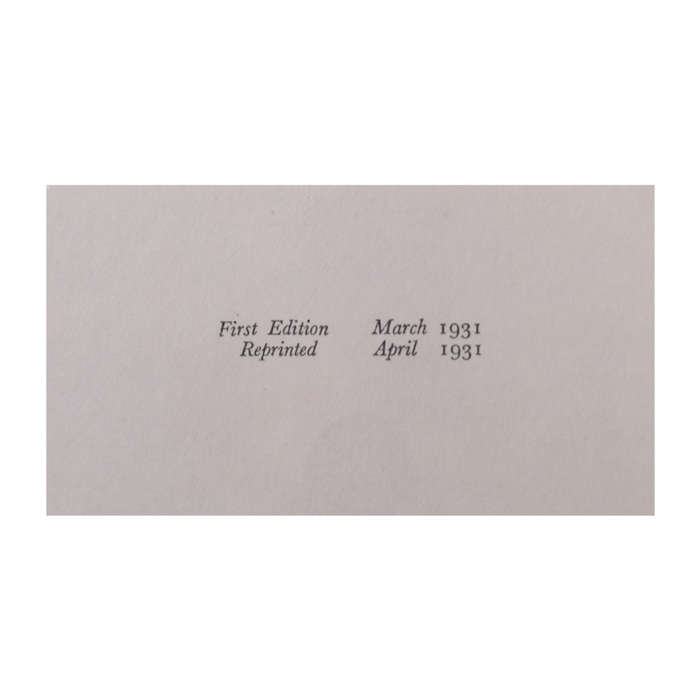 First Edition March 1931
Reprinted April 1931